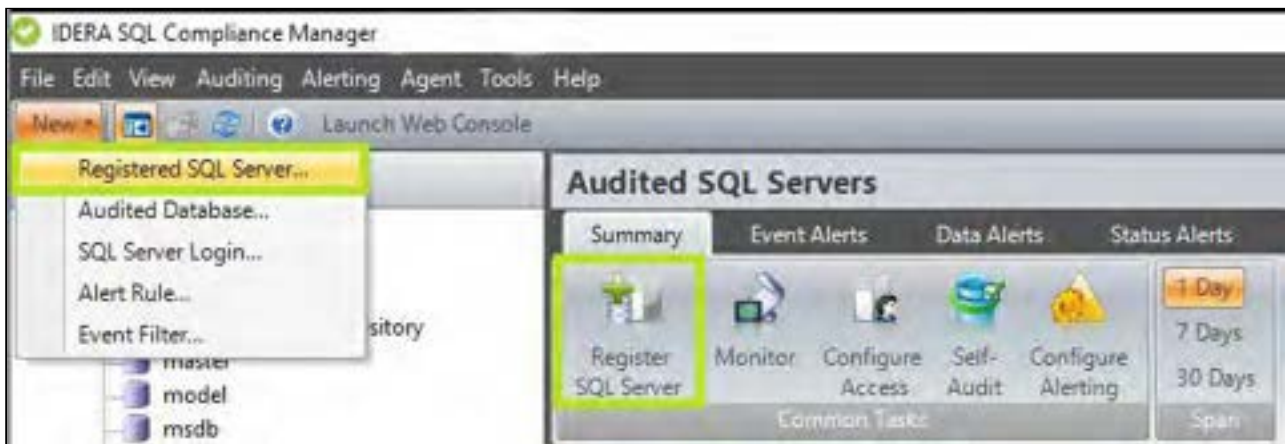 IDERA SQL Compliance Manager
File Edit View Auditing Alerting Agent Tools Help
New Launch Web Console
Registered SQL Server...
Audited Database...
SQL Server Login...
Alert Rule...
Event Filter...
sitory
master
model
msdb
Audited SQL Servers
Summary Event Alerts Data Alerts Status Alerts
Register SQL Server
Monitor
Configure Access
Self-Audit
Configure Alerting
Common Tasks
1 Day
7 Days
30 Days
Span